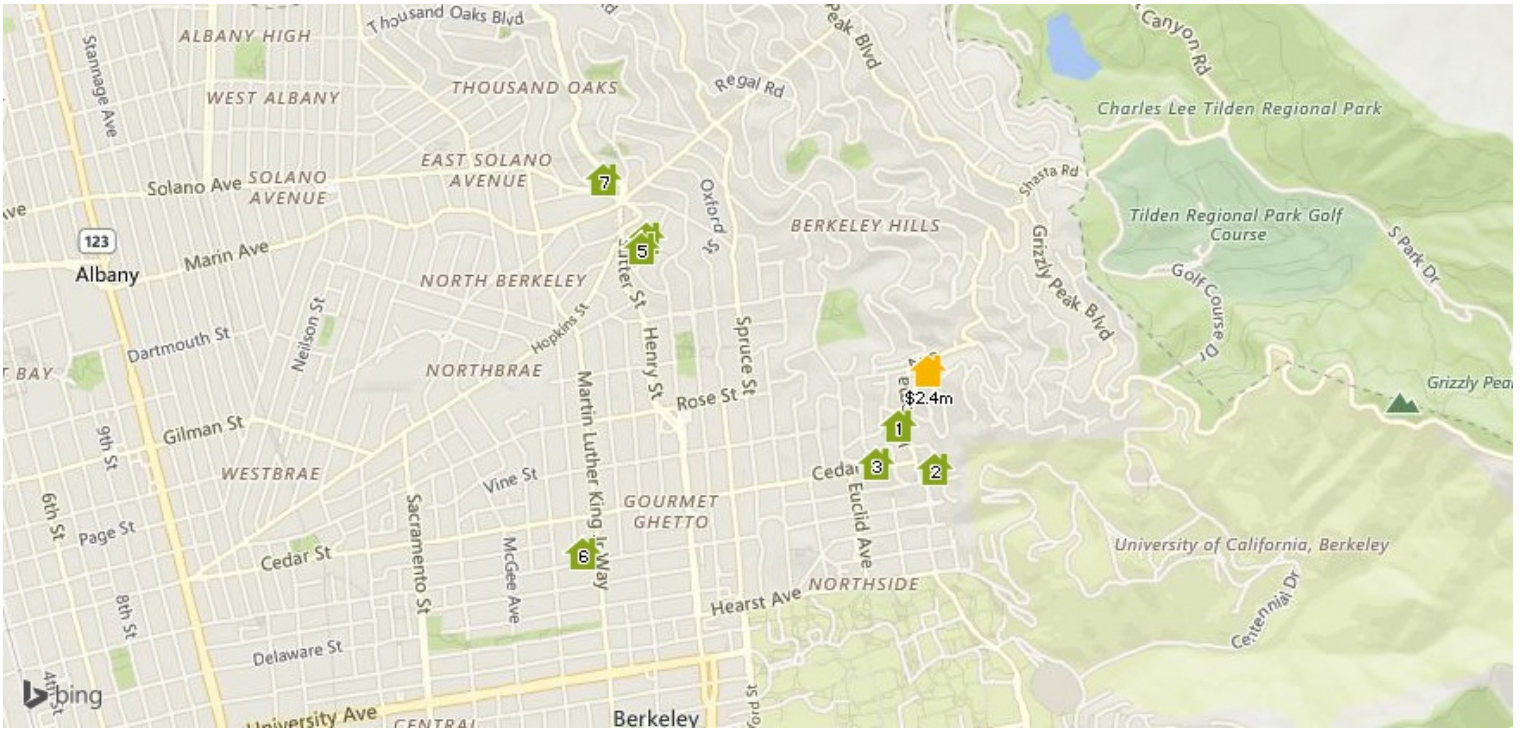 Thousand Oaks Blvd
Peak Blvd
Canyon Rd
ALBANY HIGH
Stannage Ave
WEST ALBANY
THOUSAND OAKS
Regal Rd
Charles Lee Tilden Regional Park
EAST SOLANO
AVENUE
Solano Ave
SOLANO
AVENUE
7
Oxford St
Shasta Rd
BERKELEY HILLS
Tilden Regional Park Golf
Course
S Park Dr
123
Albany
Marin Ave
5
Grizzly Peak Blvd
NORTH BERKELEY
Golf Course Dr
Neilson St
Hopkins St
Dartmouth St
Henry St
Spruce St
NORTHBRAE
$2.4m
Rose St
Martin Luther King Jr Way
Gilman St
1
9th St
WESTBRAE
Vine St
3
2
GOURMET
GHETTO
Euclid Ave
6th St
Page St
Sacramento St
Cedar St
McGee Ave
6
University of California, Berkeley
NORTHSIDE
Hearst Ave
8th St
Centennial Dr
Delaware St
4th St
bing
University Ave
CENTRAL
Berkeley